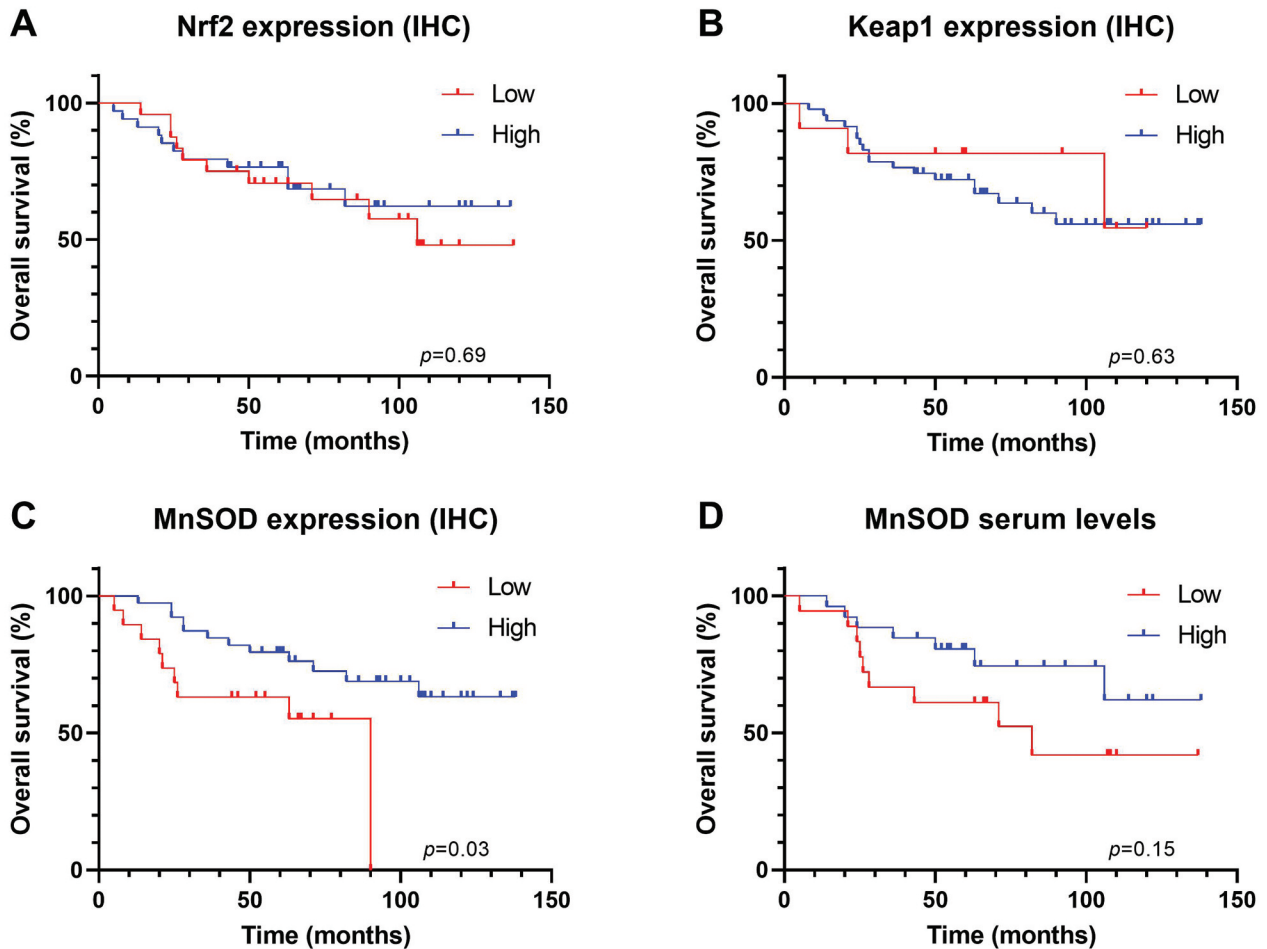 A
Nrf2 expression (IHC)
Overall survival (%)
100
50
0
0 50 100 150
Time (months)
Low
High
p=0.69
B
Keap1 expression (IHC)
Overall survival (%)
100
50
0
0 50 100 150
Time (months)
Low
High
p=0.63
C
MnSOD expression (IHC)
Overall survival (%)
100
50
0
0 50 100 150
Time (months)
Low
High
p=0.03
D
MnSOD serum levels
Overall survival (%)
100
50
0
0 50 100 150
Time (months)
Low
High
p=0.15